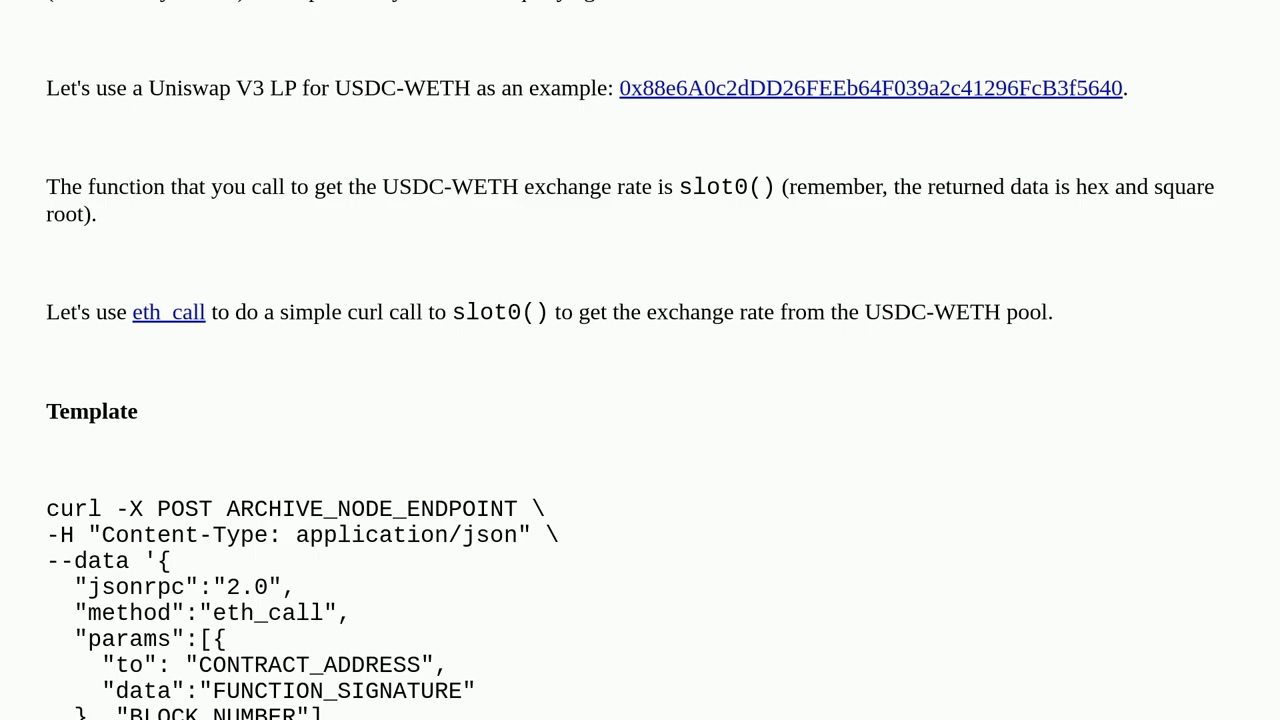 Let's use a Uniswap V3 LP for USDC-WETH as an example: 0x88e6A0c2dDD26FEEb64F039a2c41296FcB3f5640.
The function that you call to get the USDC-WETH exchange rate is slot0() (remember, the returned data is hex and square
root).
Let's use eth_call to do a simple curl call to slot0() to get the exchange rate from the USDC-WETH pool.
Template
curl -X POST ARCHIVE_NODE_ENDPOINT \
-H "Content-Type: application/json" \
--data '{
  "jsonrpc":"2.0",
  "method":"eth_call",
  "params":[{
    "to": "CONTRACT_ADDRESS",
    "data":"FUNCTION_SIGNATURE"
  }, "BLOCK_NUMBER"]